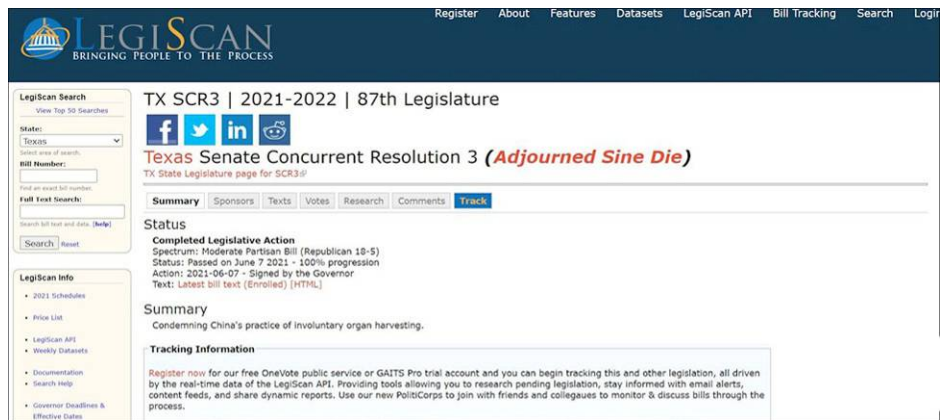 Register About Features Datasets LegiScan API Bill Tracking Search Login
LEGISCAN
BRINGING PEOPLE TO THE PROCESS
LegiScan Search
View Top 50 Searches
State:
Texas
Select area of search.
Bill Number:
Find an exact bill number.
Full Text Search:
Search bill text and data. [help]
Search Reset
LegiScan Info
• 2021 Schedules
• Price List
• LegiScan API
• Weekly Datasets
• Documentation
• Search Help
• Governor Deadlines &
Effective Dates
TX SCR3 | 2021-2022 | 87th Legislature
Texas Senate Concurrent Resolution 3 (Adjourned Sine Die)
TX State Legislature page for SCR3
Summary Sponsors Texts Votes Research Comments Track
Status
Completed Legislative Action
Spectrum: Moderate Partisan Bill (Republican 18-5)
Status: Passed on June 7 2021 - 100% progression
Action: 2021-06-07 - Signed by the Governor
Text: Latest bill text (Enrolled) [HTML]
Summary
Condemning China's practice of involuntary organ harvesting.
Tracking Information
Register now for our free OneVote public service or GAITS Pro trial account and you can begin tracking this and other legislation, all driven
by the real-time data of the LegiScan API. Providing tools allowing you to research pending legislation, stay informed with email alerts,
content feeds, and share dynamic reports. Use our new PolitiCorps to join with friends and collegaues to monitor & discuss bills through the
process.